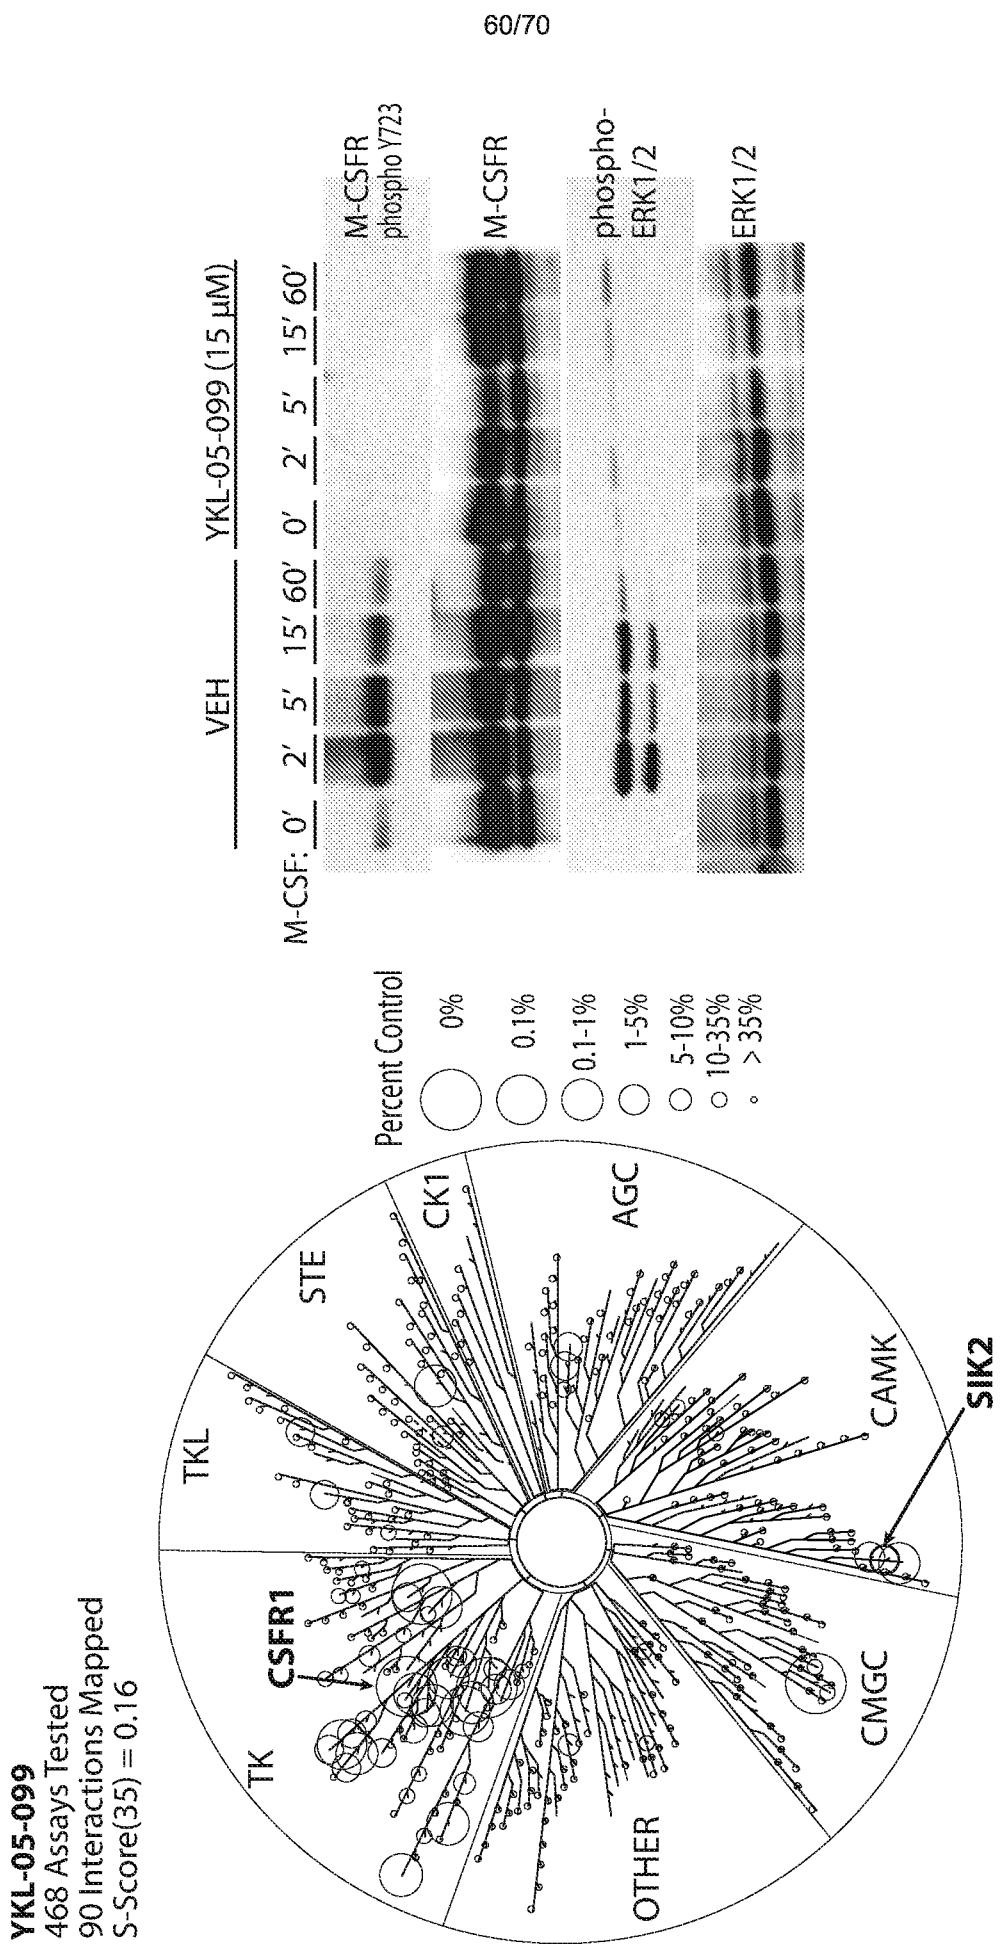 60/70
YKL-05-099
468 Assays Tested
90 Interactions Mapped
S-Score(35) = 0.16
TK
CSFR1
TKL
STE
CK1
AGC
CAMK
SIK2
CMGC
OTHER
Percent Control
0%
0.1%
0.1-1%
1-5%
5-10%
10-35%
> 35%
VEH
YKL-05-099 (15 µM)
M-CSF: 0′ 2′ 5′ 15′ 60′ 0′ 2′ 5′ 15′ 60′
M-CSFR
phospho Y723
M-CSFR
phospho-
ERK1/2
ERK1/2